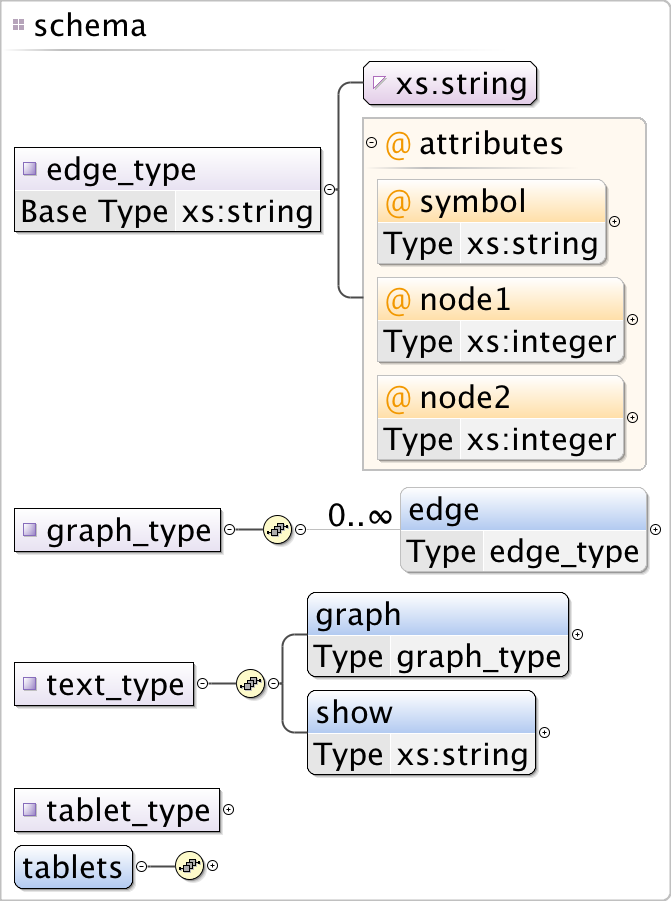 schema
xs:string
@ attributes
edge_type
Base Type xs:string
@ symbol
Type xs:string
@ node1
Type xs:integer
@ node2
Type xs:integer
graph_type
0..∞
edge
Type edge_type
graph
Type graph_type
text_type
show
Type xs:string
tablet_type
tablets